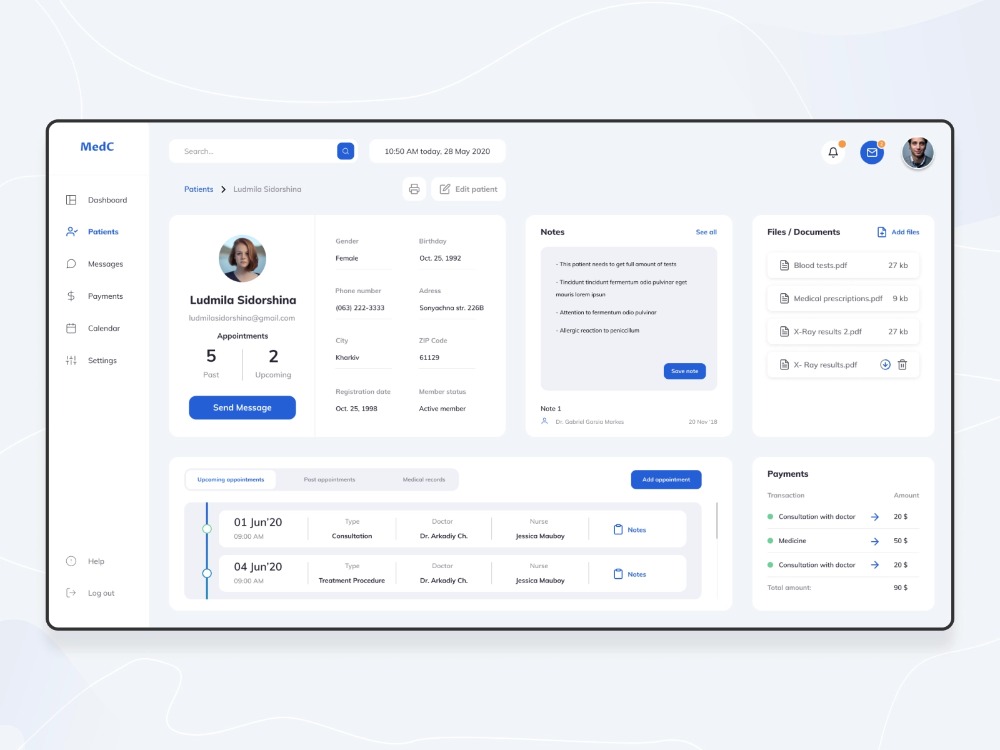 MedC
Search...
10:50 AM today, 28 May 2020
Dashboard
Patients
Messages
Payments
Calendar
Settings
Help
Log out
Patients
Ludmila Sidorshina
Edit patient
Ludmila Sidorshina
ludmilasidorshina@gmail.com
Appointments
5 2
Past Upcoming
Send Message
Gender Birthday
Female Oct. 25, 1992
Phone number Adress
(063) 222-3333 Sonyachna str. 226B
City ZIP Code
Kharkiv 61129
Registration date Member status
Oct. 25, 1998 Active member
Notes See all
- This patient needs to get full amount of tests
- Tincidunt tincidunt fermentum odio pulvinar eget
mauris lorem ipsun
- Attention to fermentum odio pulvinar
- Allergic reaction to peniccilum
Save note
Note 1
Dr. Gabriel Garsia Markes 20 Nov '18
Files / Documents Add files
Blood tests.pdf 27 kb
Medical prescriptions.pdf 9 kb
X-Ray results 2.pdf 27 kb
X- Ray results.pdf
Upcoming appointments Past appointments Medical records Add appointment
01 Jun'20 Type Doctor Nurse
09:00 AM Consultation Dr. Arkadiy Ch. Jessica Mauboy Notes
04 Jun'20 Type Doctor Nurse
09:00 AM Treatment Procedure Dr. Arkadiy Ch. Jessica Mauboy Notes
Payments
Transaction Amount
Consultation with doctor 20 $
Medicine 50 $
Consultation with doctor 20 $
Total amount: 90 $